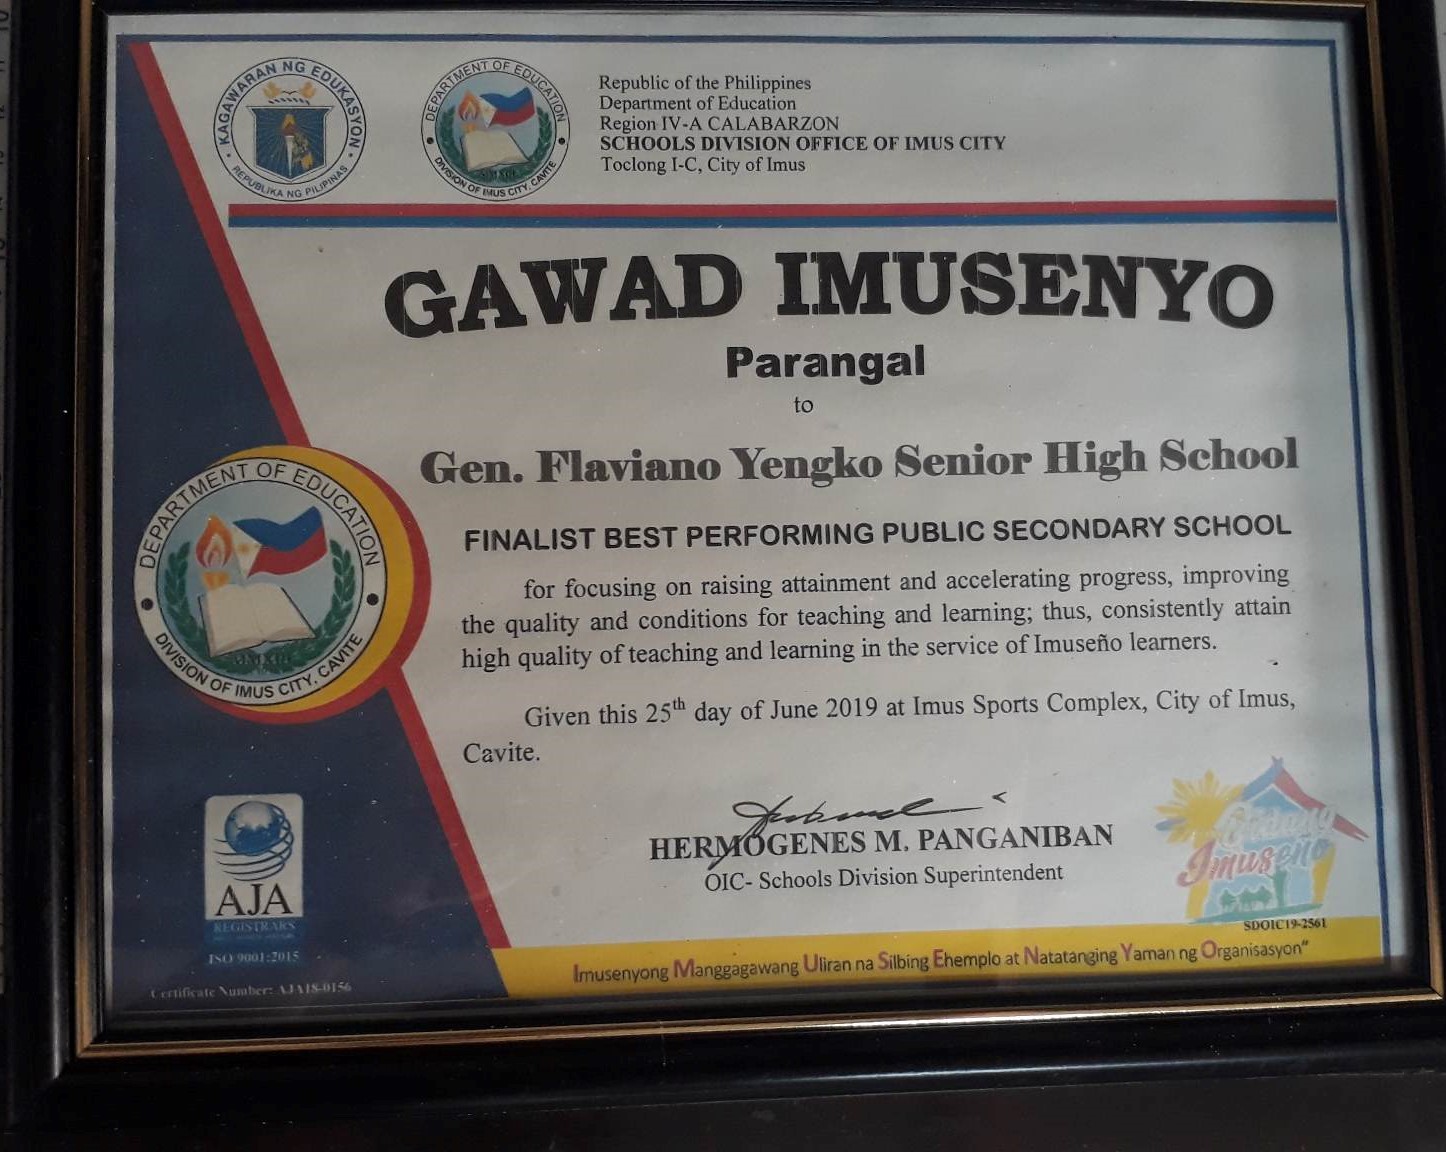 KAGAWARAN NG EDUKASYON
REPUBLIKA NG PILIPINAS
DEPARTMENT OF EDUCATION
DIVISION OF IMUS CITY, CAVITE
Republic of the Philippines
Department of Education
Region IV-A CALABARZON
SCHOOLS DIVISION OFFICE OF IMUS CITY
Toclong I-C, City of Imus
GAWAD IMUSENYO
Parangal
to
Gen. Flaviano Yengko Senior High School
FINALIST BEST PERFORMING PUBLIC SECONDARY SCHOOL
for focusing on raising attainment and accelerating progress, improving
the quality and conditions for teaching and learning; thus, consistently attain
high quality of teaching and learning in the service of Imuseño learners.
Given this 25th day of June 2019 at Imus Sports Complex, City of Imus,
Cavite.
DEPARTMENT OF EDUCATION
DIVISION OF IMUS CITY, CAVITE
HERMOGENES M. PANGANIBAN
OIC- Schools Division Superintendent
Imuseño
SDOIC19-2561
AJA
REGISTRARS
ISO 9001:2015
Certificate Number: AJA18-0156
Imusenyong Manggagawang Uliran na Silbing Ehemplo at Natatanging Yaman ng Organisasyon"